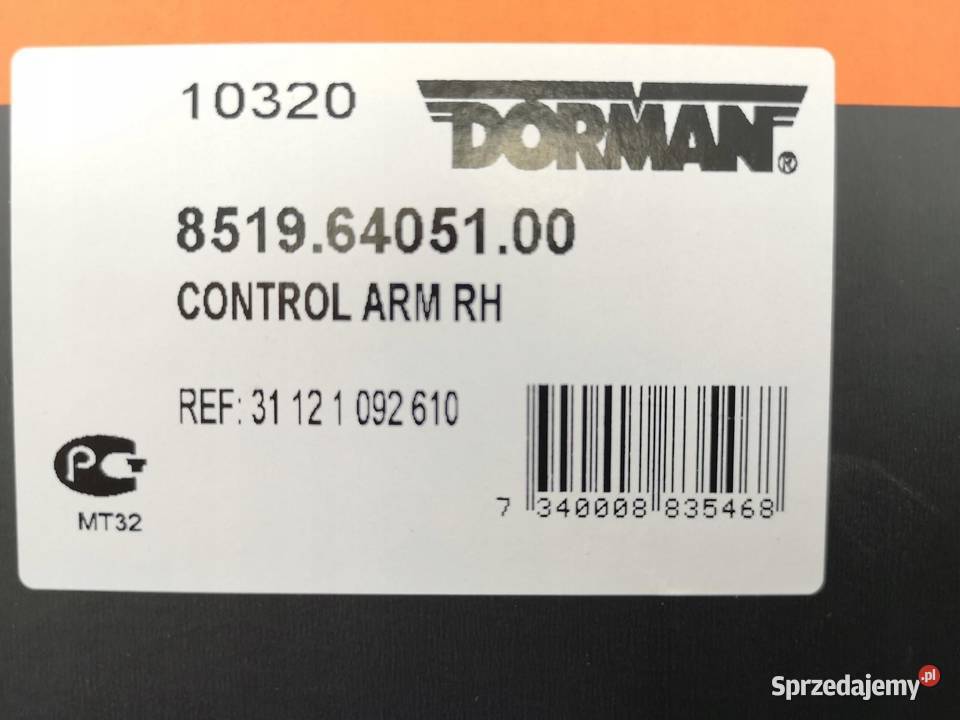 10320
DORMAN®
8519.64051.00
CONTROL ARM RH
REF: 31 12 1 092 610
7 340008 835468
PG
MT32
Sprzedajemy.pl